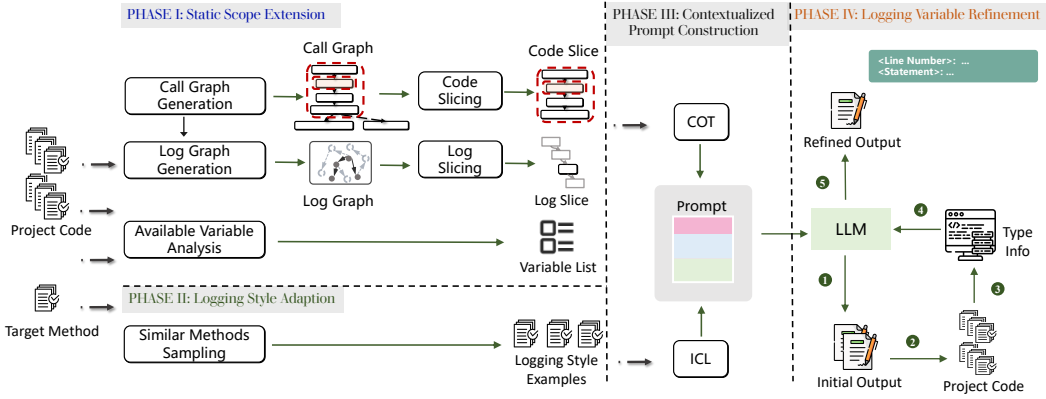 PHASE I: Static Scope Extension
Call Graph
Code Slice
Call Graph
Generation
Code
Slicing
Log Graph
Generation
Log
Slicing
Log Graph
Log Slice
Project Code
Available Variable
Analysis
Variable List
Target Method
PHASE II: Logging Style Adaption
Similar Methods
Sampling
Logging Style
Examples
PHASE III: Contextualized
Prompt Construction
COT
Prompt
ICL
PHASE IV: Logging Variable Refinement
<Line Number>: ...
<Statement>: ...
Refined Output
5
4
LLM
Type
Info
1
3
2
Initial Output
Project Code